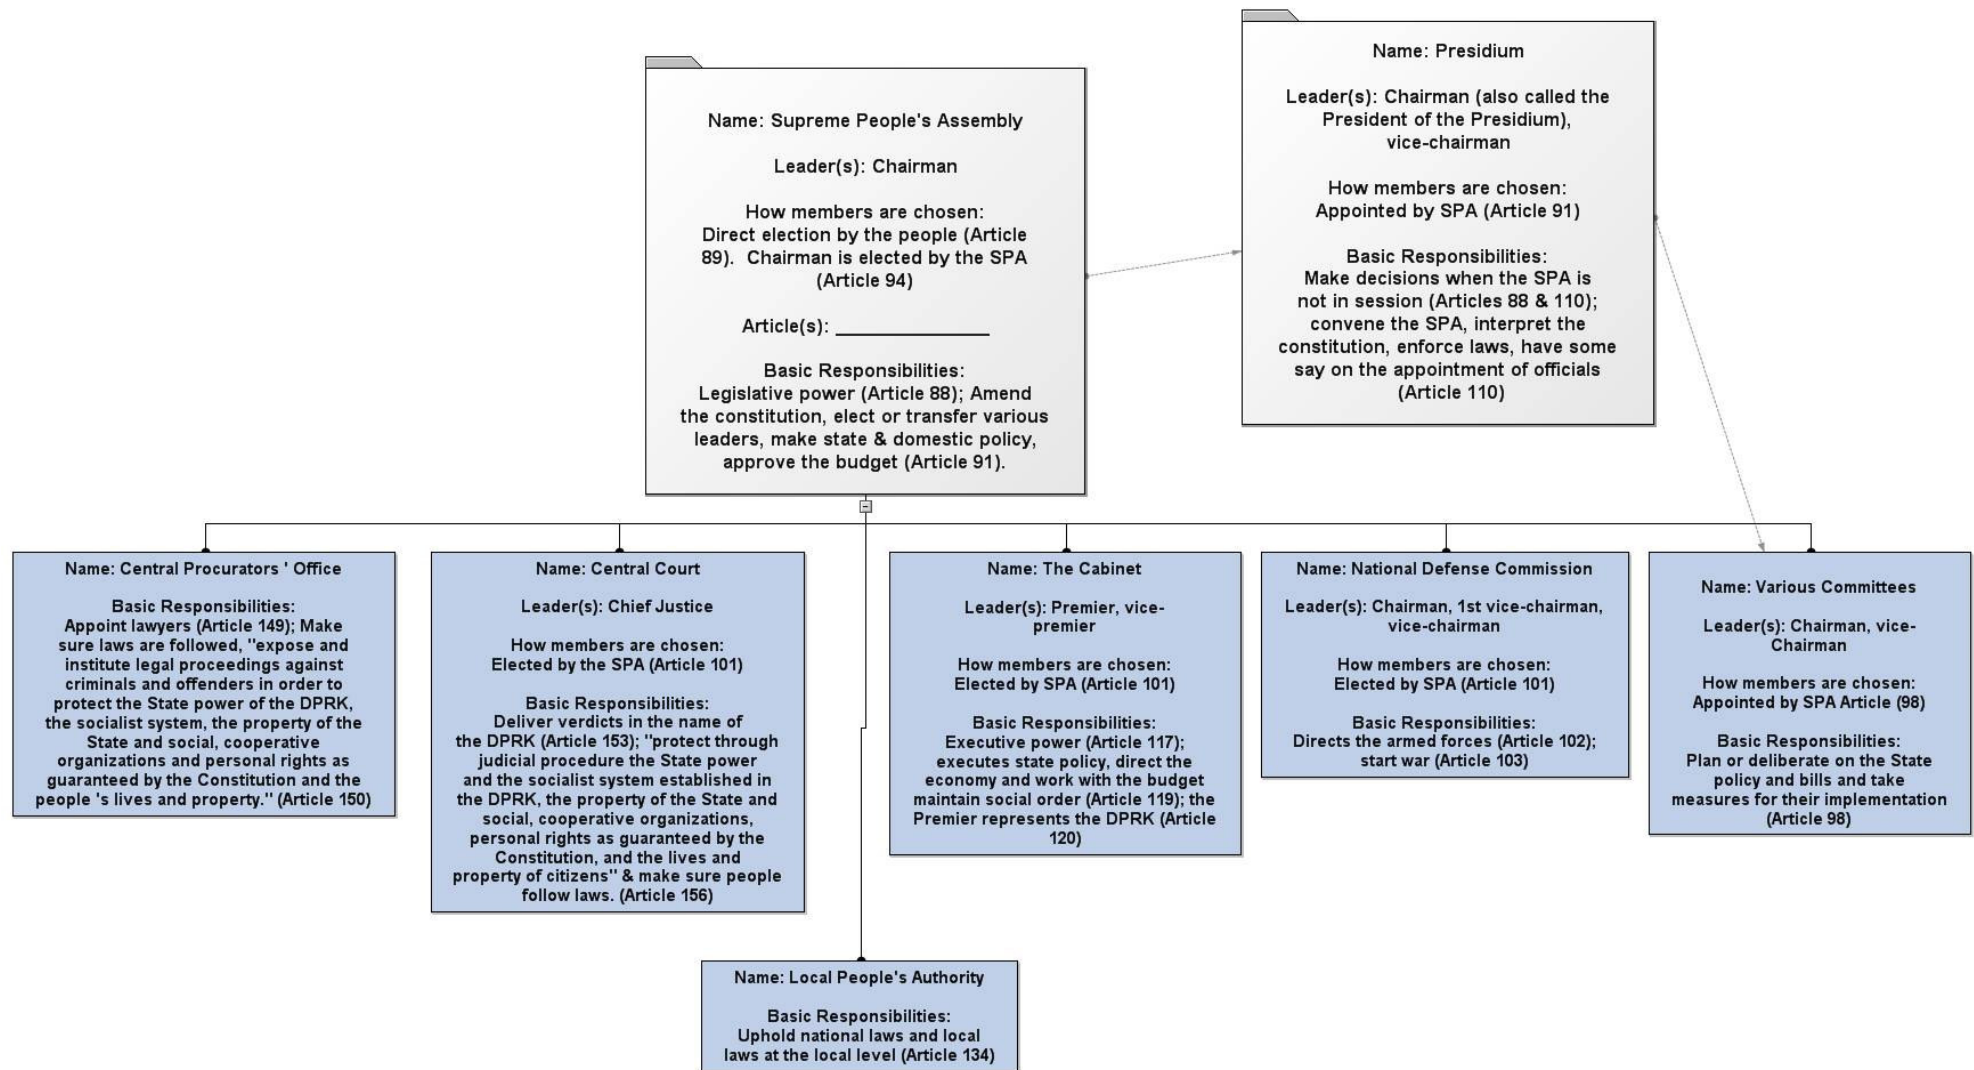 Name: Supreme People's Assembly
Leader(s): Chairman
How members are chosen:
Direct election by the people (Article
89).  Chairman is elected by the SPA
(Article 94)
Article(s): _______________
Basic Responsibilities:
Legislative power (Article 88); Amend
the constitution, elect or transfer various
leaders, make state & domestic policy,
approve the budget (Article 91).
Name: Presidium
Leader(s): Chairman (also called the
President of the Presidium),
vice-chairman
How members are chosen:
Appointed by SPA (Article 91)
Basic Responsibilities:
Make decisions when the SPA is
not in session (Articles 88 & 110);
convene the SPA, interpret the
constitution, enforce laws, have some
say on the appointment of officials
(Article 110)
Name: Central Procurators ' Office
Basic Responsibilities:
Appoint lawyers (Article 149); Make
sure laws are followed, "expose and
institute legal proceedings against
criminals and offenders in order to
protect the State power of the DPRK,
the socialist system, the property of the
State and social, cooperative
organizations and personal rights as
guaranteed by the Constitution and the
people 's lives and property." (Article 150)
Name: Central Court
Leader(s): Chief Justice
How members are chosen:
Elected by the SPA (Article 101)
Basic Responsibilities:
Deliver verdicts in the name of
the DPRK (Article 153); "protect through
judicial procedure the State power
and the socialist system established in
the DPRK, the property of the State and
social, cooperative organizations,
personal rights as guaranteed by the
Constitution, and the lives and
property of citizens" & make sure people
follow laws. (Article 156)
Name: The Cabinet
Leader(s): Premier, vice-
premier
How members are chosen:
Elected by SPA (Article 101)
Basic Responsibilities:
Executive power (Article 117);
executes state policy, direct the
economy and work with the budget
maintain social order (Article 119); the
Premier represents the DPRK (Article
120)
Name: National Defense Commission
Leader(s): Chairman, 1st vice-chairman,
vice-chairman
How members are chosen:
Elected by SPA (Article 101)
Basic Responsibilities:
Directs the armed forces (Article 102);
start war (Article 103)
Name: Various Committees
Leader(s): Chairman, vice-
Chairman
How members are chosen:
Appointed by SPA Article (98)
Basic Responsibilities:
Plan or deliberate on the State
policy and bills and take
measures for their implementation
(Article 98)
Name: Local People's Authority
Basic Responsibilities:
Uphold national laws and local
laws at the local level (Article 134)